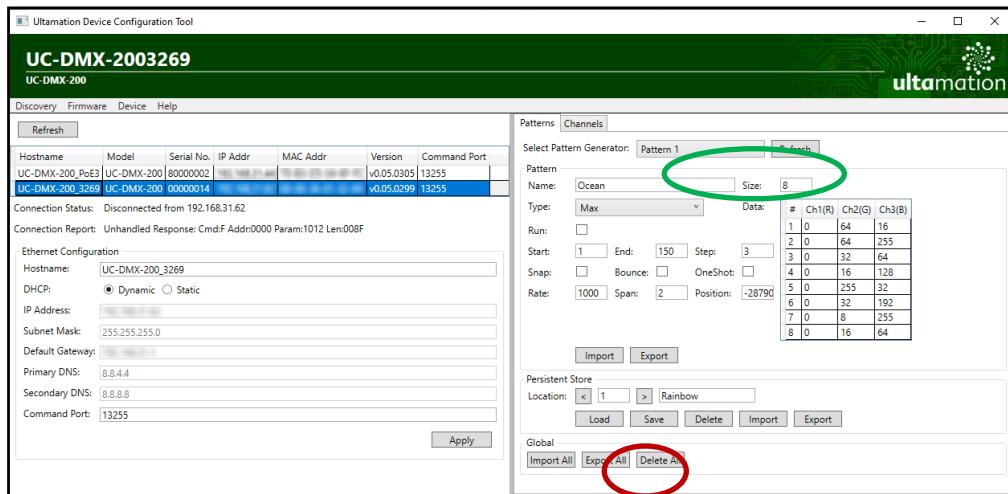 Ultamation Device Configuration Tool
UC-DMX-2003269
UC-DMX-200
ultamation
Discovery Firmware Device Help
Refresh
Hostname Model Serial No. IP Addr MAC Addr Version Command Port
UC-DMX-200_PoE3 UC-DMX-200 80000002 v0.05.0305 13255
UC-DMX-200_3269 UC-DMX-200 00000014 v0.05.0299 13255
Connection Status: Disconnected from 192.168.31.62
Connection Report: Unhandled Response: Cmd:F Addr:0000 Param:1012 Len:008F
Ethernet Configuration
Hostname: UC-DMX-200_3269
DHCP: Dynamic Static
IP Address:
Subnet Mask: 255.255.255.0
Default Gateway:
Primary DNS: 8.8.4.4
Secondary DNS: 8.8.8.8
Command Port: 13255
Apply
Patterns Channels
Select Pattern Generator: Pattern 1 Refresh
Pattern
Name: Ocean Size: 8
Type: Max Data:
Run:
Start: 1 End: 150 Step: 3
Snap: Bounce: OneShot:
Rate: 1000 Span: 2 Position: -28790
# Ch1(R) Ch2(G) Ch3(B)
1 0 64 16
2 0 64 255
3 0 32 64
4 0 16 128
5 0 255 32
6 0 32 192
7 0 8 255
8 0 16 64
Import Export
Persistent Store
Location: < 1 > Rainbow
Load Save Delete Import Export
Global
Import All Export All Delete All